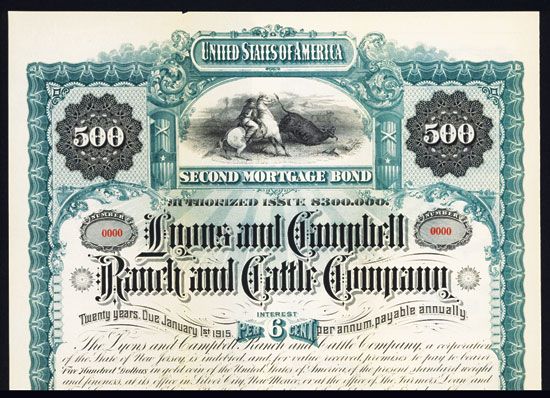 UNITED STATES OF AMERICA
500 500
SECOND MORTGAGE BOND
AUTHORIZED ISSUE $300,000.
NUMBER NUMBER
0000 0000
Lyons and Campbell
Ranch and Cattle Company
Twenty years. Due January 1st 1915. INTEREST PER 6 CENT per annum, payable annually.
The Lyons and Campbell Ranch and Cattle Company, a corporation
of the State of New Jersey, is indebted, and for value received, promises to pay to bearer
Five Hundred Dollars in gold coin of the United States of America, of the present standard weight
and fineness, at its office in Silver City, New Mexico, or at the office of The Farmers Loan and